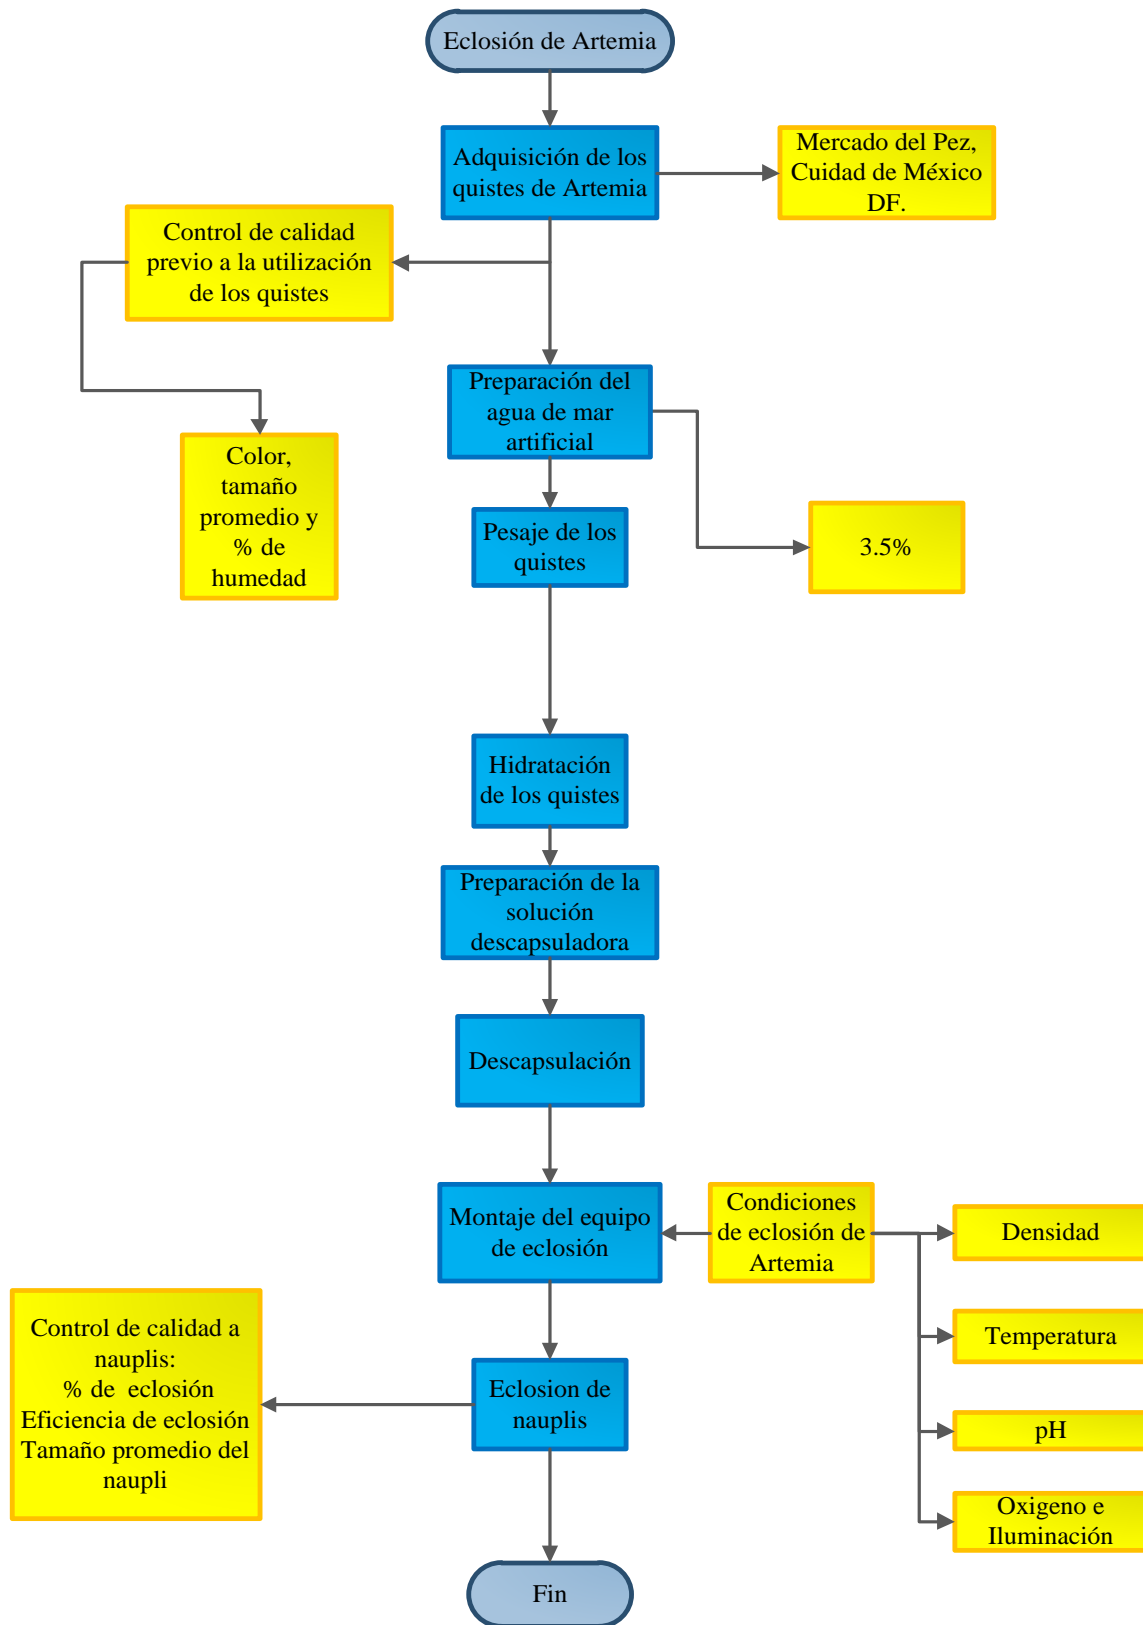 Eclosión de Artemia
Adquisición de los
quistes de Artemia
Mercado del Pez,
Cuidad de México
DF.
Control de calidad
previo a la utilización
de los quistes
Preparación del
agua de mar
artificial
Color,
tamaño
promedio y
% de
humedad
Pesaje de los
quistes
3.5%
Hidratación
de los quistes
Preparación de la
solución
descapsuladora
Descapsulación
Montaje del equipo
de eclosión
Condiciones
de eclosión de
Artemia
Densidad
Temperatura
pH
Oxigeno e
Iluminación
Control de calidad a
nauplis:
% de eclosión
Eficiencia de eclosión
Tamaño promedio del
naupli
Eclosion de
nauplis
Fin